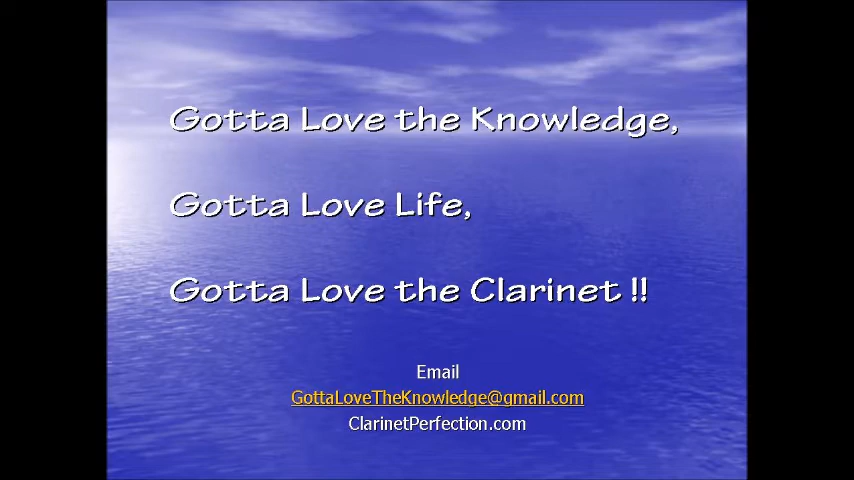 Gotta Love the Knowledge,
Gotta Love Life,
Gotta Love the Clarinet !!
Email
GottaLoveTheKnowledge@gmail.com
ClarinetPerfection.com